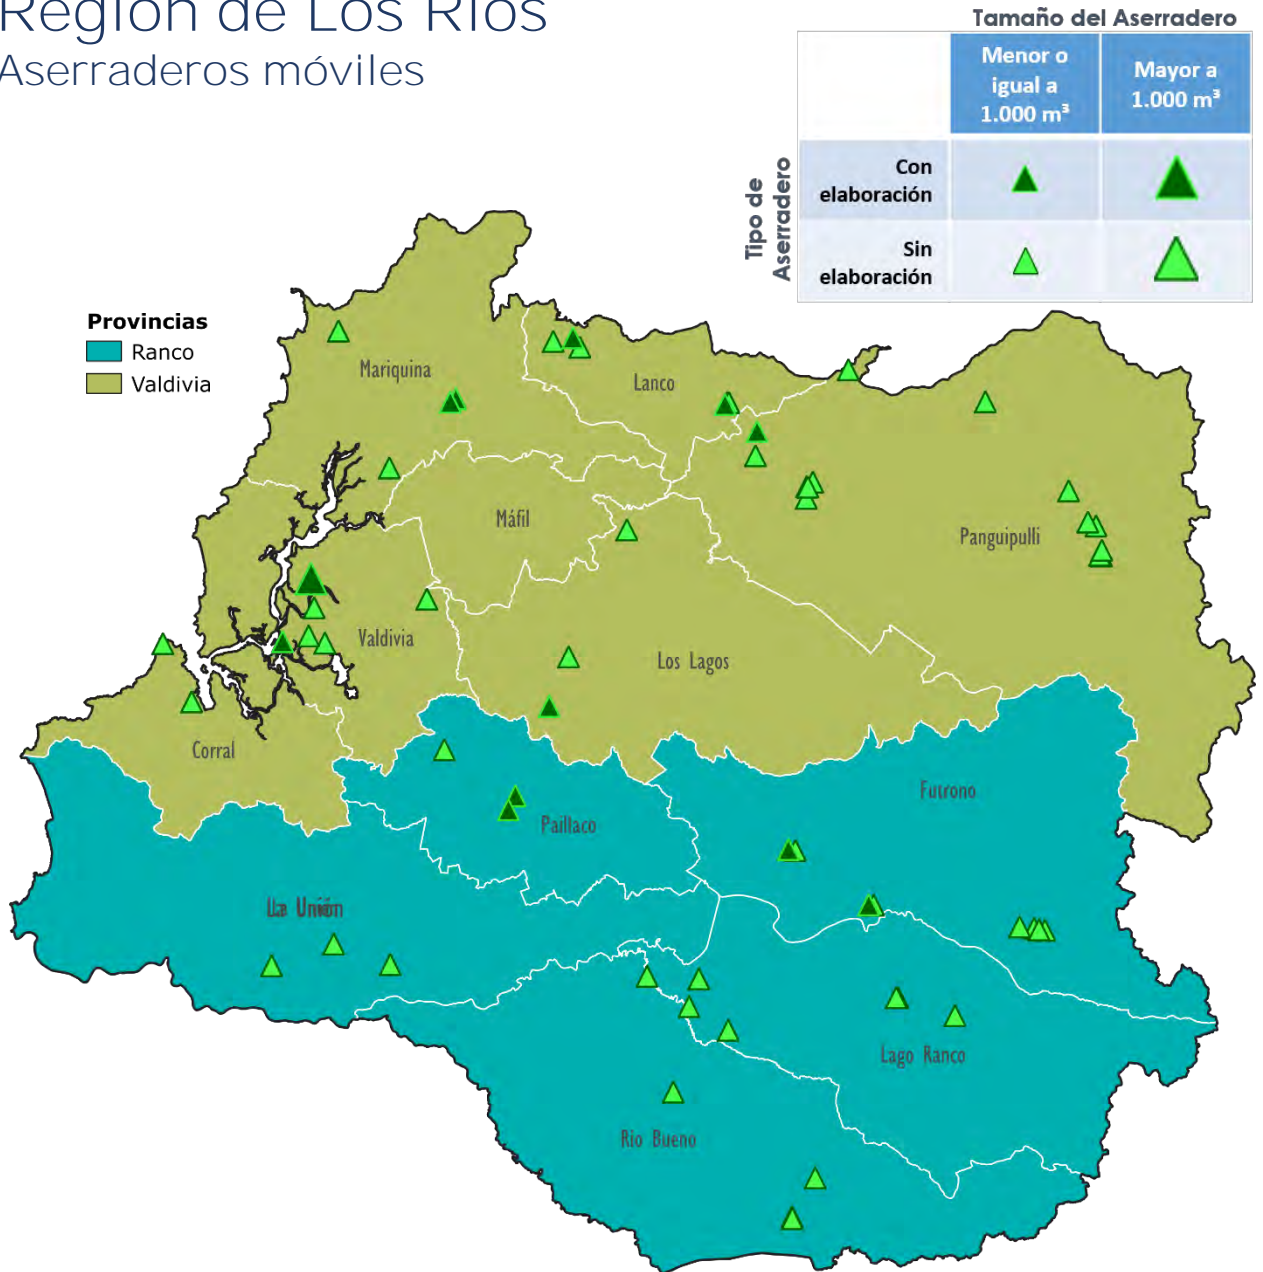 Región de Los Ríos
Aserraderos móviles
Tamaño del Aserradero
Menor o
igual a
1.000 m³
Mayor a
1.000 m³
Tipo de
Aserradero
Con
elaboración
Sin
elaboración
Provincias
Ranco
Valdivia
Mariquina
Lanco
Máfil
Panguipulli
Valdivia
Los Lagos
Corral
Futrono
Paillaco
La Unión
Lago Ranco
Rio Bueno